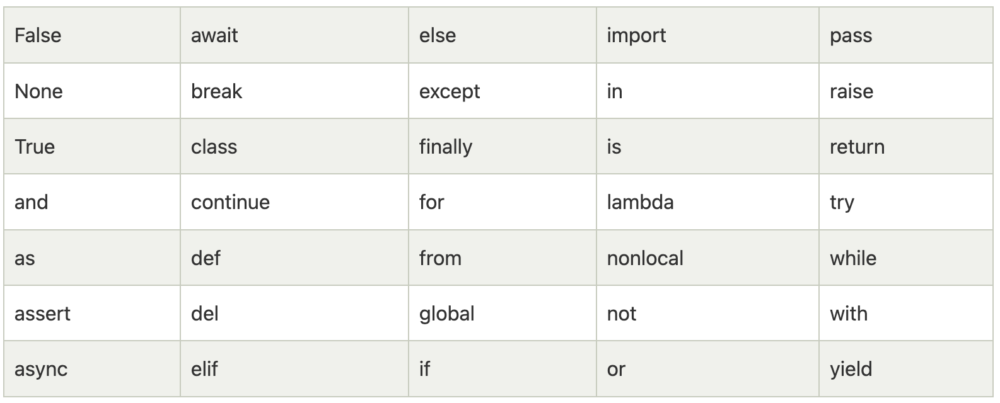 False await else import pass
None break except in raise
True class finally is return
and continue for lambda try
as def from nonlocal while
assert del global not with
async elif if or yield